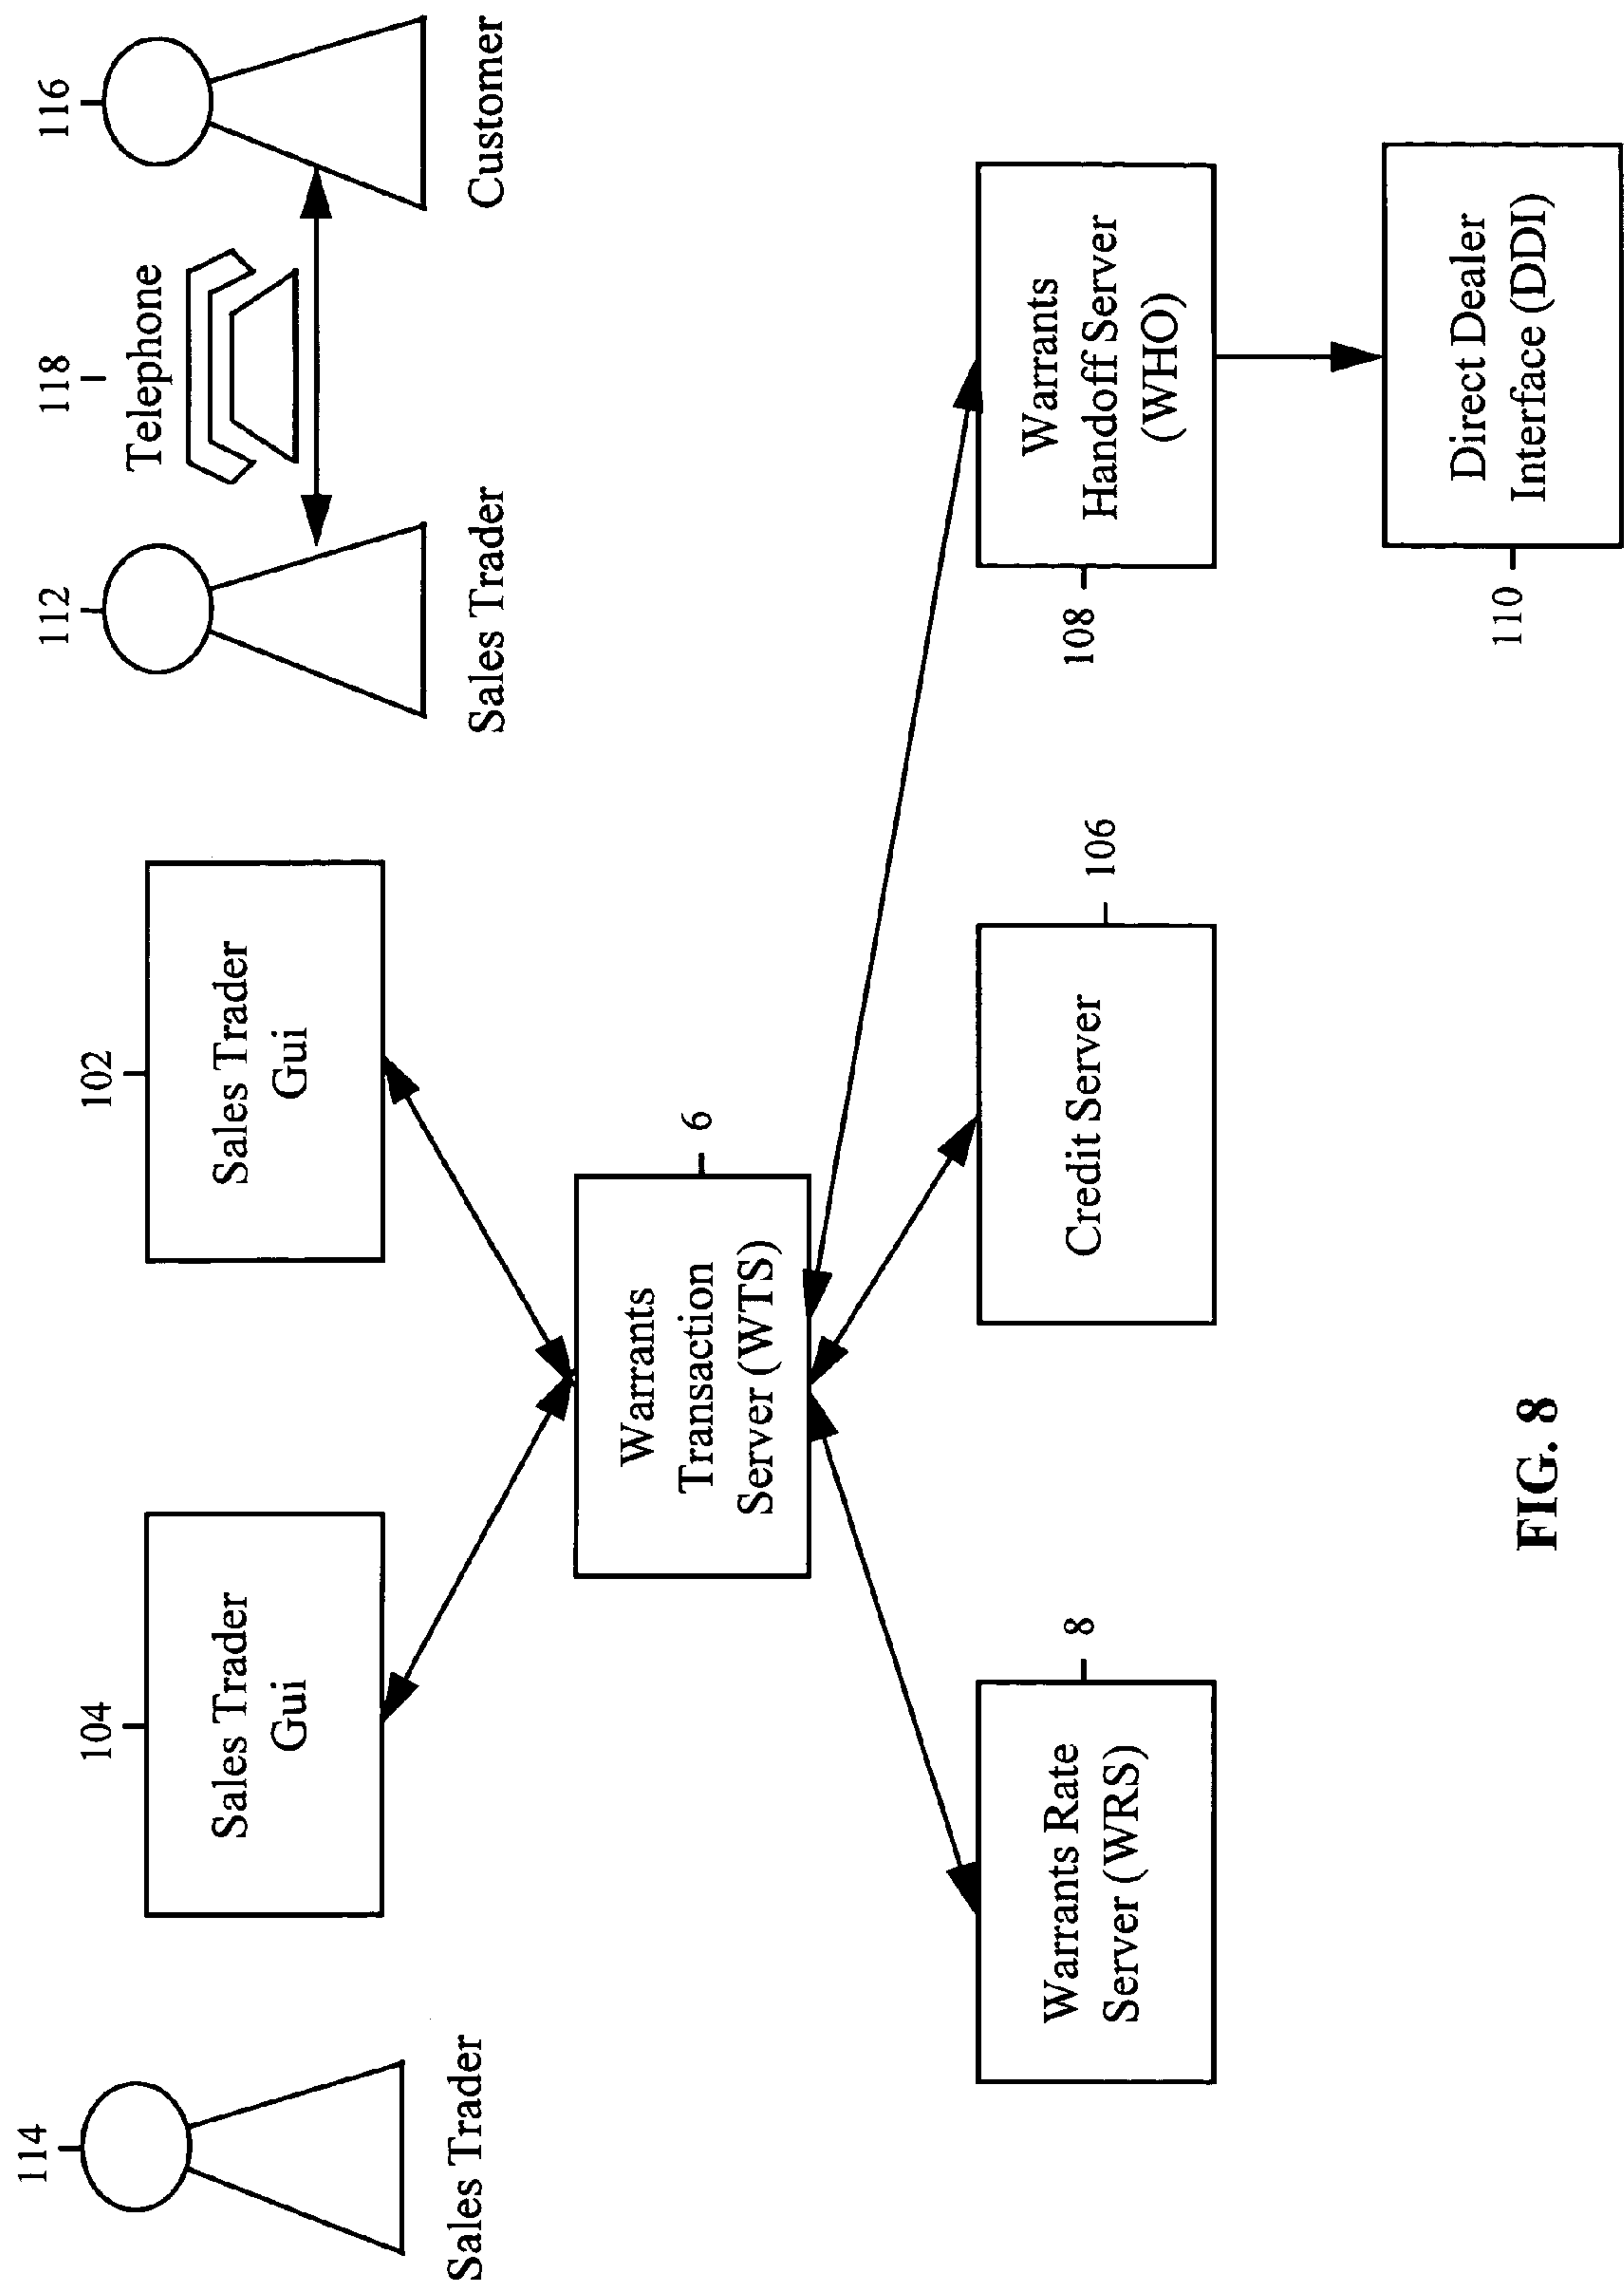 114
Sales Trader
104
Sales Trader
Gui
102
Sales Trader
Gui
112
Sales Trader
118
Telephone
116
Customer
Warrants
Transaction
Server (WTS)
6
Warrants Rate
Server (WRS)
8
Credit Server
106
Warrants
Handoff Server
(WHO)
108
Direct Dealer
Interface (DDI)
110
FIG. 8